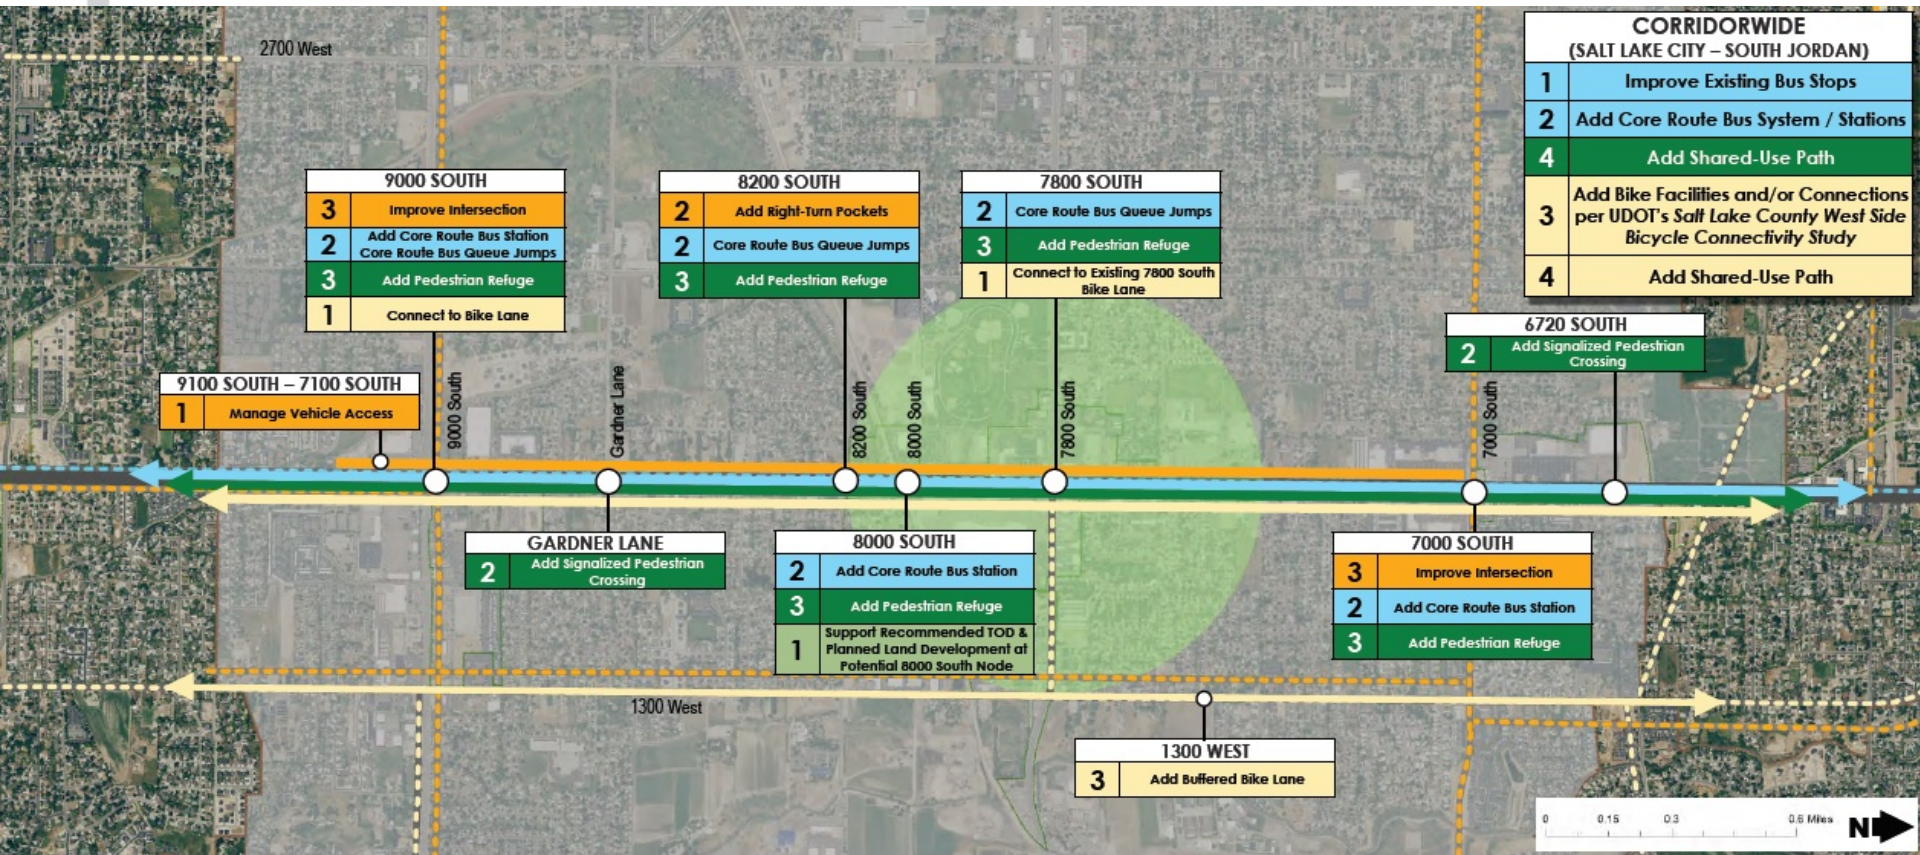 2700 West
CORRIDORWIDE
(SALT LAKE CITY – SOUTH JORDAN)
1 Improve Existing Bus Stops
2 Add Core Route Bus System / Stations
4 Add Shared-Use Path
3 Add Bike Facilities and/or Connections
per UDOT's Salt Lake County West Side
Bicycle Connectivity Study
4 Add Shared-Use Path
9000 SOUTH
3 Improve Intersection
2 Add Core Route Bus Station
Core Route Bus Queue Jumps
3 Add Pedestrian Refuge
1 Connect to Bike Lane
8200 SOUTH
2 Add Right-Turn Pockets
2 Core Route Bus Queue Jumps
3 Add Pedestrian Refuge
7800 SOUTH
2 Core Route Bus Queue Jumps
3 Add Pedestrian Refuge
1 Connect to Existing 7800 South
Bike Lane
6720 SOUTH
2 Add Signalized Pedestrian
Crossing
9100 SOUTH – 7100 SOUTH
1 Manage Vehicle Access
9000 South
Gardner Lane
8200 South
8000 South
7800 South
7000 South
GARDNER LANE
2 Add Signalized Pedestrian
Crossing
8000 SOUTH
2 Add Core Route Bus Station
3 Add Pedestrian Refuge
1 Support Recommended TOD &
Planned Land Development at
Potential 8000 South Node
7000 SOUTH
3 Improve Intersection
2 Add Core Route Bus Station
3 Add Pedestrian Refuge
1300 West
1300 WEST
3 Add Buffered Bike Lane
0 0.15 0.3 0.6 Miles
N